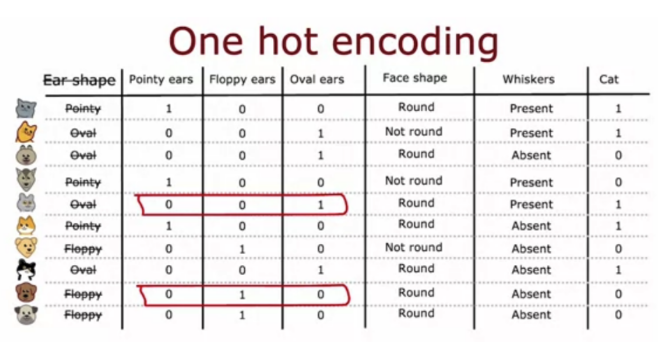 One hot encoding
Ear shape Pointy ears Floppy ears Oval ears Face shape Whiskers Cat
Pointy 1 0 0 Round Present 1
Oval 0 0 1 Not round Present 1
Oval 0 0 1 Round Absent 0
Pointy 1 0 0 Not round Present 0
Oval 0 0 1 Round Present 1
Pointy 1 0 0 Round Absent 1
Floppy 0 1 0 Not round Absent 0
Oval 0 0 1 Round Absent 1
Floppy 0 1 0 Round Absent 0
Floppy 0 1 0 Round Absent 0